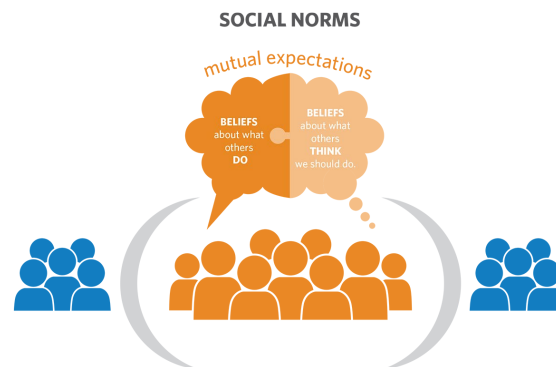 SOCIAL NORMS
mutual expectations
BELIEFS
about what
others
DO
BELIEFS
about what
others
THINK
we should do.